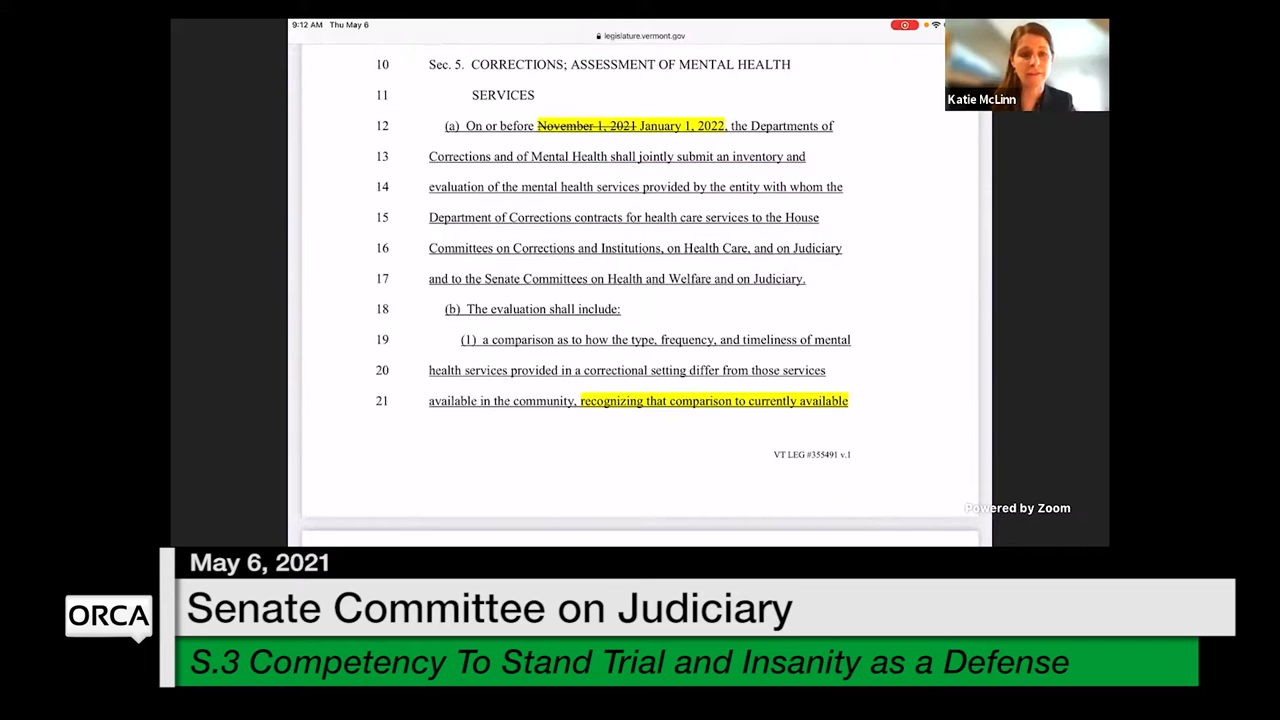 9:12 AM Thu May 6
legislature.vermont.gov
Katie McLinn
10 Sec. 5. CORRECTIONS; ASSESSMENT OF MENTAL HEALTH
11 SERVICES
12 (a) On or before November 1, 2021 January 1, 2022, the Departments of
13 Corrections and of Mental Health shall jointly submit an inventory and
14 evaluation of the mental health services provided by the entity with whom the
15 Department of Corrections contracts for health care services to the House
16 Committees on Corrections and Institutions, on Health Care, and on Judiciary
17 and to the Senate Committees on Health and Welfare and on Judiciary.
18 (b) The evaluation shall include:
19 (1) a comparison as to how the type, frequency, and timeliness of mental
20 health services provided in a correctional setting differ from those services
21 available in the community, recognizing that comparison to currently available
VT LEG #355491 v.1
Powered by Zoom
May 6, 2021
ORCA
Senate Committee on Judiciary
S.3 Competency To Stand Trial and Insanity as a Defense